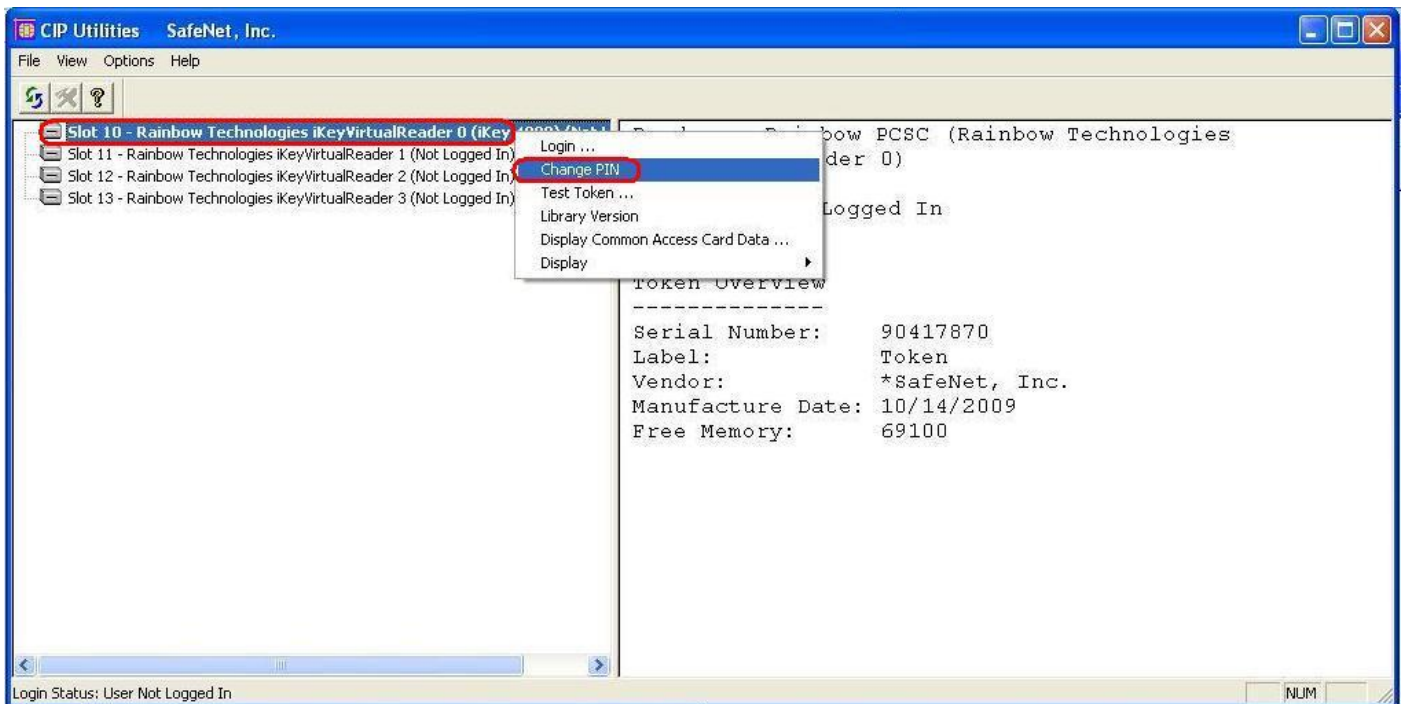 CIP Utilities SafeNet, Inc.
File View Options Help
Slot 10 - Rainbow Technologies iKeyVirtualReader 0 (iKey
Slot 11 - Rainbow Technologies iKeyVirtualReader 1 (Not Logged In)
Slot 12 - Rainbow Technologies iKeyVirtualReader 2 (Not Logged In)
Slot 13 - Rainbow Technologies iKeyVirtualReader 3 (Not Logged In)
Login ...
Change PIN
Test Token ...
Library Version
Display Common Access Card Data ...
Display
bow PCSC (Rainbow Technologies
der 0)
Logged In
Token Overview
--------------
Serial Number: 90417870
Label: Token
Vendor: *SafeNet, Inc.
Manufacture Date: 10/14/2009
Free Memory: 69100
Login Status: User Not Logged In
NUM